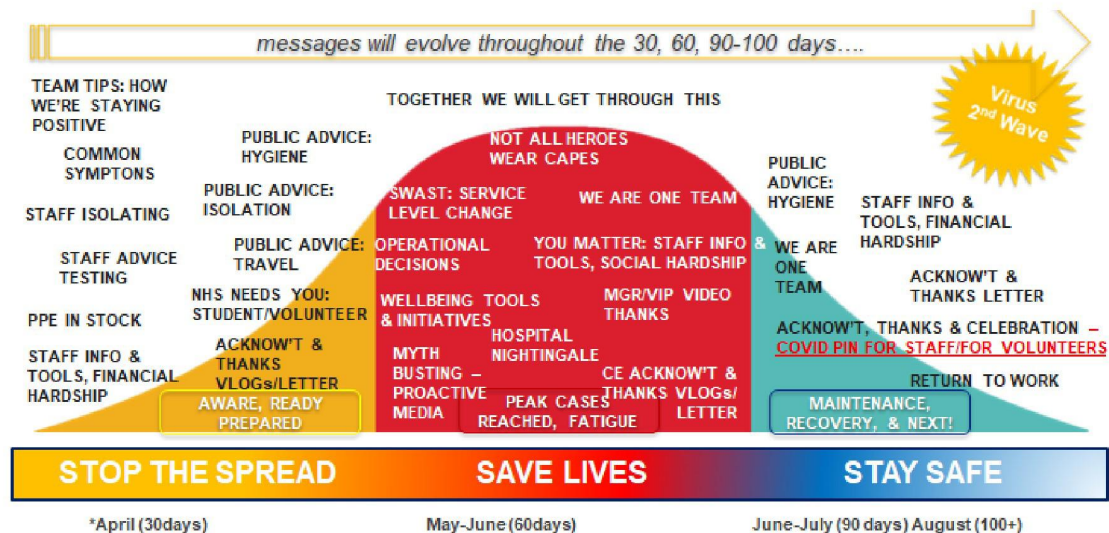 messages will evolve throughout the 30, 60, 90-100 days....
TEAM TIPS: HOW
WE'RE STAYING
POSITIVE
COMMON
SYMPTONS
STAFF ISOLATING
STAFF ADVICE
TESTING
PPE IN STOCK
STAFF INFO &
TOOLS, FINANCIAL
HARDSHIP
PUBLIC ADVICE:
HYGIENE
PUBLIC ADVICE:
ISOLATION
PUBLIC ADVICE:
TRAVEL
NHS NEEDS YOU:
STUDENT/VOLUNTEER
ACKNOW'T &
THANKS
VLOGs/LETTER
AWARE, READY
PREPARED
TOGETHER WE WILL GET THROUGH THIS
NOT ALL HEROES
WEAR CAPES
SWAST: SERVICE
LEVEL CHANGE
WE ARE ONE TEAM
OPERATIONAL
DECISIONS
YOU MATTER: STAFF INFO &
TOOLS, SOCIAL HARDSHIP
WELLBEING TOOLS
& INITIATIVES
MGR/VIP VIDEO
THANKS
HOSPITAL
NIGHTINGALE
MYTH
BUSTING –
PROACTIVE
MEDIA
CE ACKNOW'T &
THANKS VLOGs/
LETTER
PEAK CASES
REACHED, FATIGUE
Virus
2nd Wave
PUBLIC
ADVICE:
HYGIENE
STAFF INFO &
TOOLS, FINANCIAL
HARDSHIP
WE ARE
ONE
TEAM
ACKNOW'T &
THANKS LETTER
ACKNOW'T, THANKS & CELEBRATION –
COVID PIN FOR STAFF/FOR VOLUNTEERS
RETURN TO WORK
MAINTENANCE,
RECOVERY, & NEXT!
STOP THE SPREAD SAVE LIVES STAY SAFE
*April (30days) May-June (60days) June-July (90 days) August (100+)